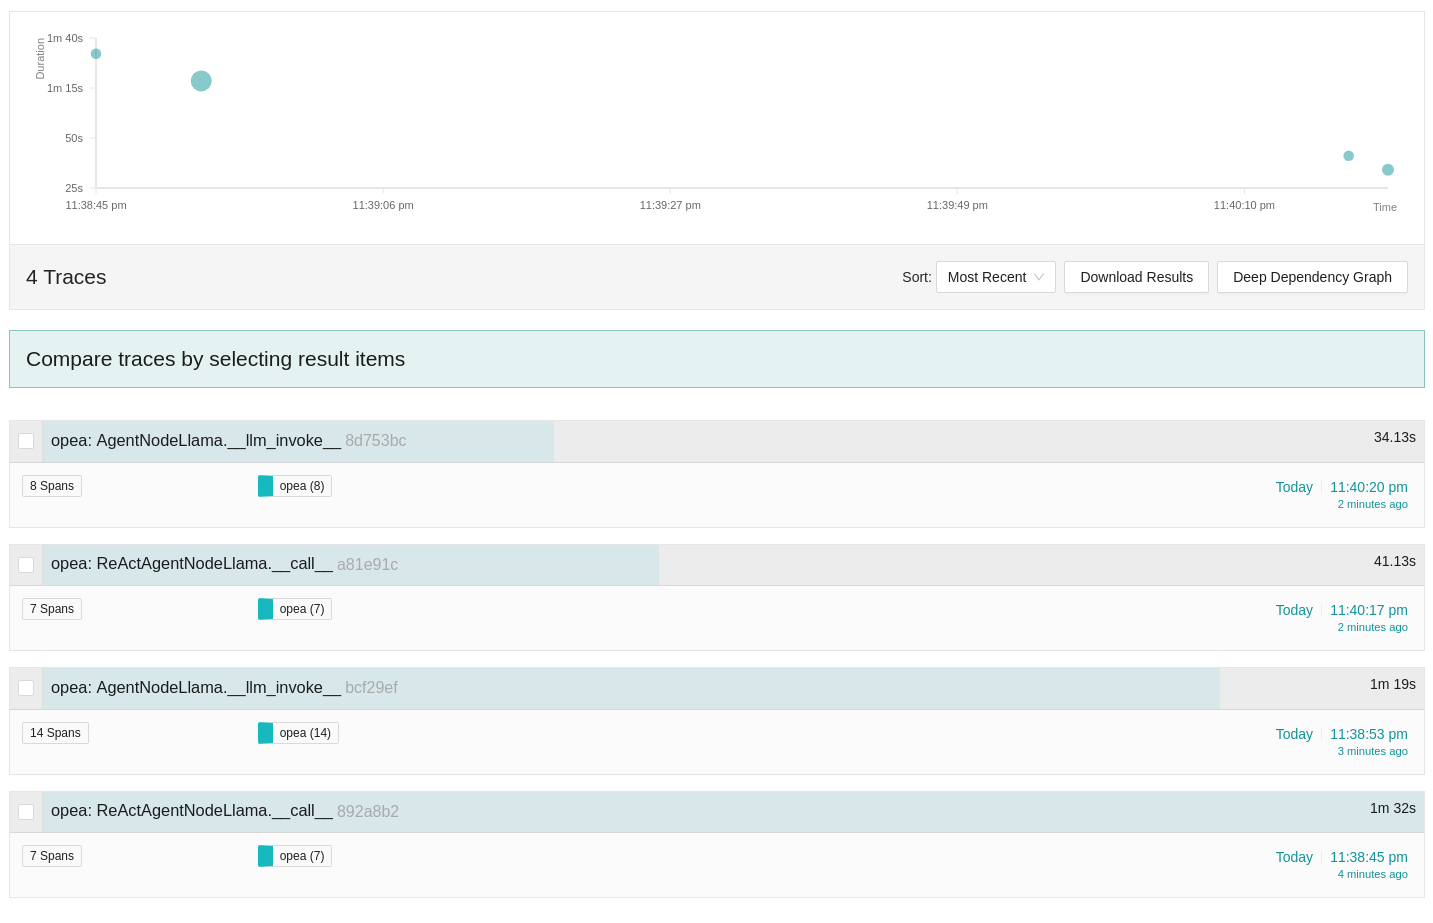 Duration
1m 40s
1m 15s
50s
25s
11:38:45 pm 11:39:06 pm 11:39:27 pm 11:39:49 pm 11:40:10 pm Time
4 Traces Sort: Most Recent Download Results Deep Dependency Graph
Compare traces by selecting result items
opea: AgentNodeLlama.__llm_invoke__ 8d753bc 34.13s
8 Spans opea (8) Today 11:40:20 pm
2 minutes ago
opea: ReActAgentNodeLlama.__call__ a81e91c 41.13s
7 Spans opea (7) Today 11:40:17 pm
2 minutes ago
opea: AgentNodeLlama.__llm_invoke__ bcf29ef 1m 19s
14 Spans opea (14) Today 11:38:53 pm
3 minutes ago
opea: ReActAgentNodeLlama.__call__ 892a8b2 1m 32s
7 Spans opea (7) Today 11:38:45 pm
4 minutes ago